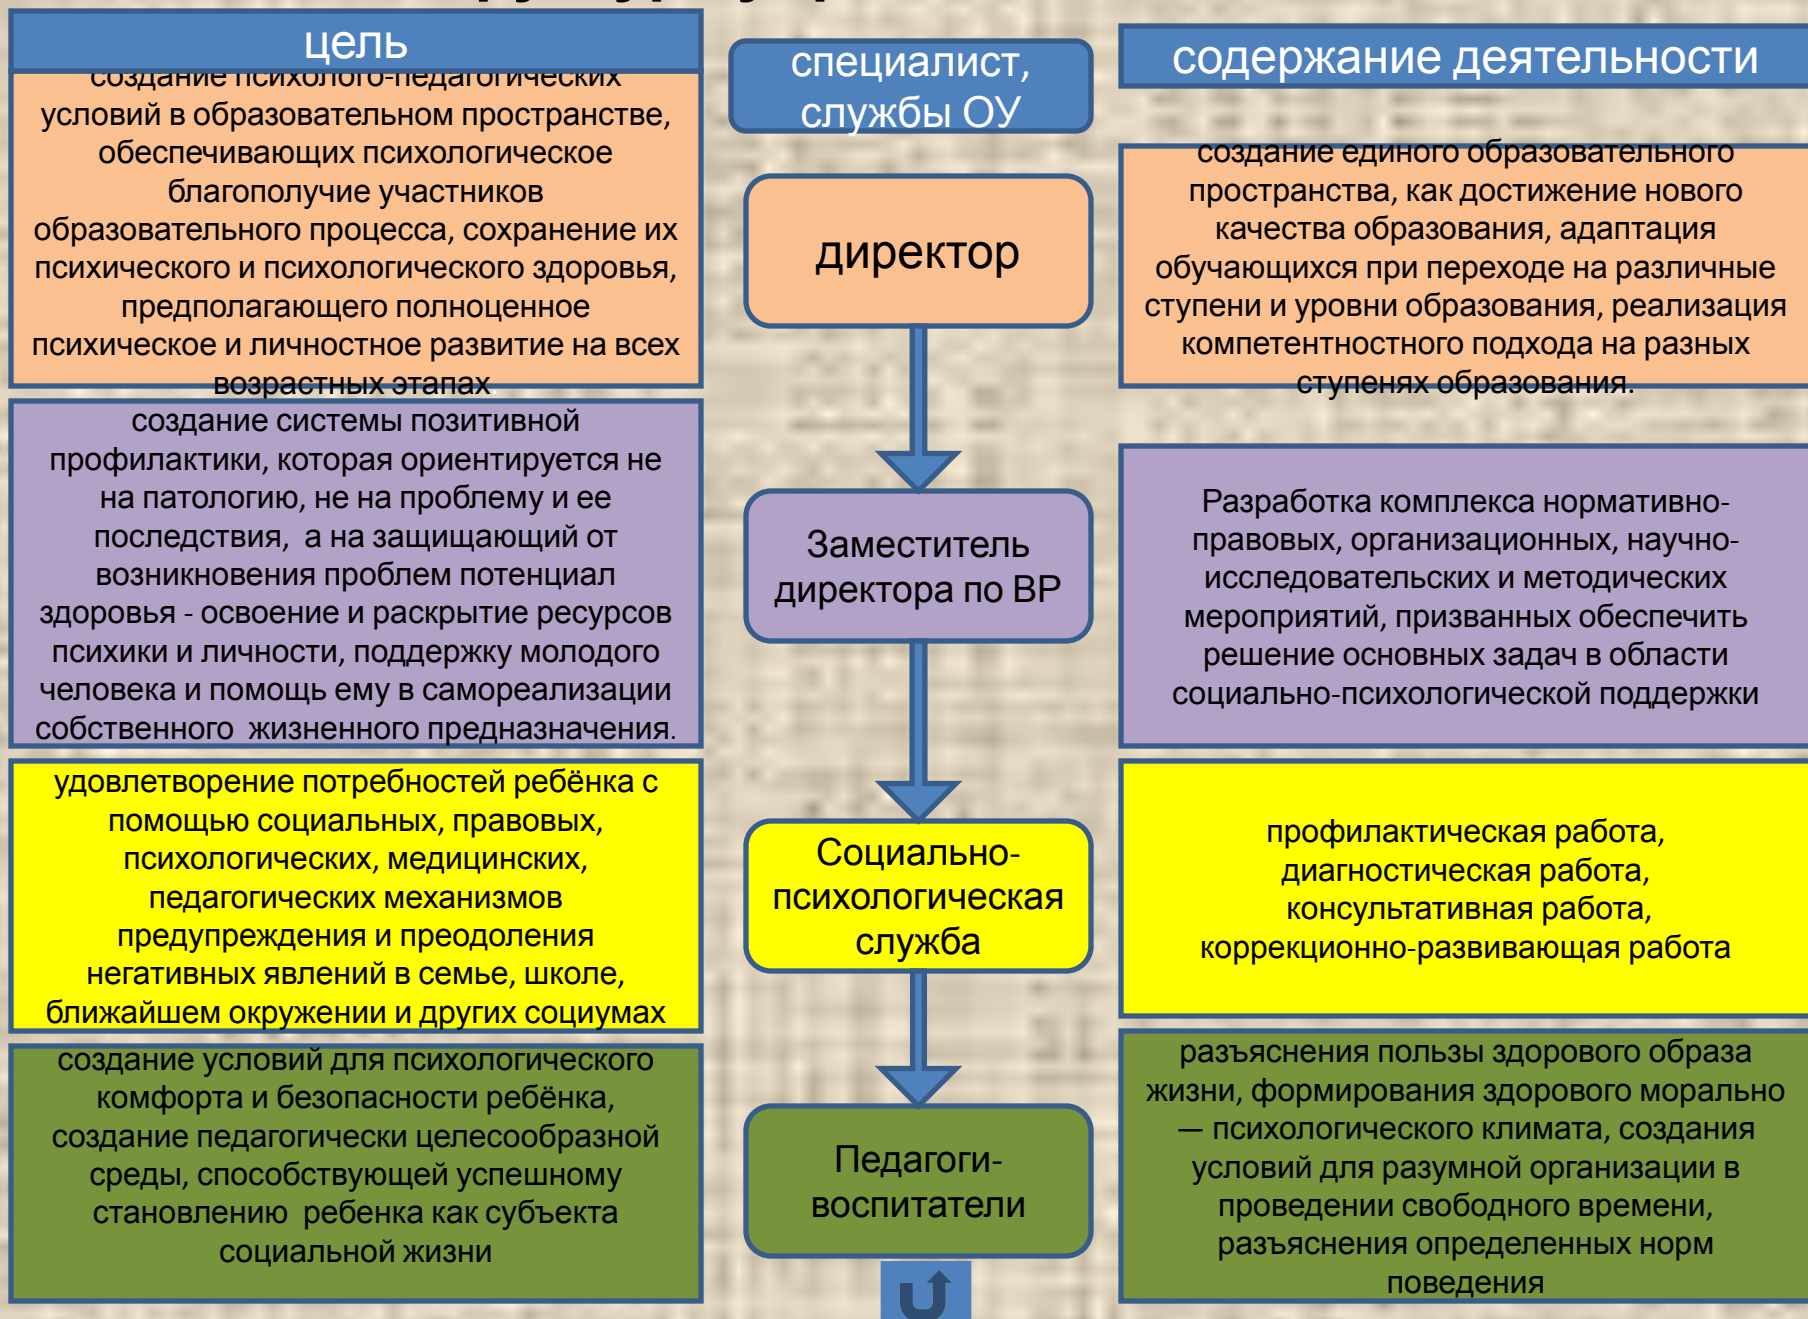 цель
создание психолого-педагогических
условий в образовательном пространстве,
обеспечивающих психологическое
благополучие участников
образовательного процесса, сохранение их
психического и психологического здоровья,
предполагающего полноценное
психическое и личностное развитие на всех
возрастных этапах.
создание системы позитивной
профилактики, которая ориентируется не
на патологию, не на проблему и ее
последствия, а на защищающий от
возникновения проблем потенциал
здоровья - освоение и раскрытие ресурсов
психики и личности, поддержку молодого
человека и помощь ему в самореализации
собственного жизненного предназначения.
удовлетворение потребностей ребёнка с
помощью социальных, правовых,
психологических, медицинских,
педагогических механизмов
предупреждения и преодоления
негативных явлений в семье, школе,
ближайшем окружении и других социумах
создание условий для психологического
комфорта и безопасности ребёнка,
создание педагогически целесообразной
среды, способствующей успешному
становлению ребенка как субъекта
социальной жизни
специалист,
службы ОУ
директор
Заместитель
директора по ВР
Социально-
психологическая
служба
Педагоги-
воспитатели
содержание деятельности
создание единого образовательного
пространства, как достижение нового
качества образования, адаптация
обучающихся при переходе на различные
ступени и уровни образования, реализация
компетентностного подхода на разных
ступенях образования.
Разработка комплекса нормативно-
правовых, организационных, научно-
исследовательских и методических
мероприятий, призванных обеспечить
решение основных задач в области
социально-психологической поддержки
профилактическая работа,
диагностическая работа,
консультативная работа,
коррекционно-развивающая работа
разъяснения пользы здорового образа
жизни, формирования здорового морально
— психологического климата, создания
условий для разумной организации в
проведении свободного времени,
разъяснения определенных норм
поведения